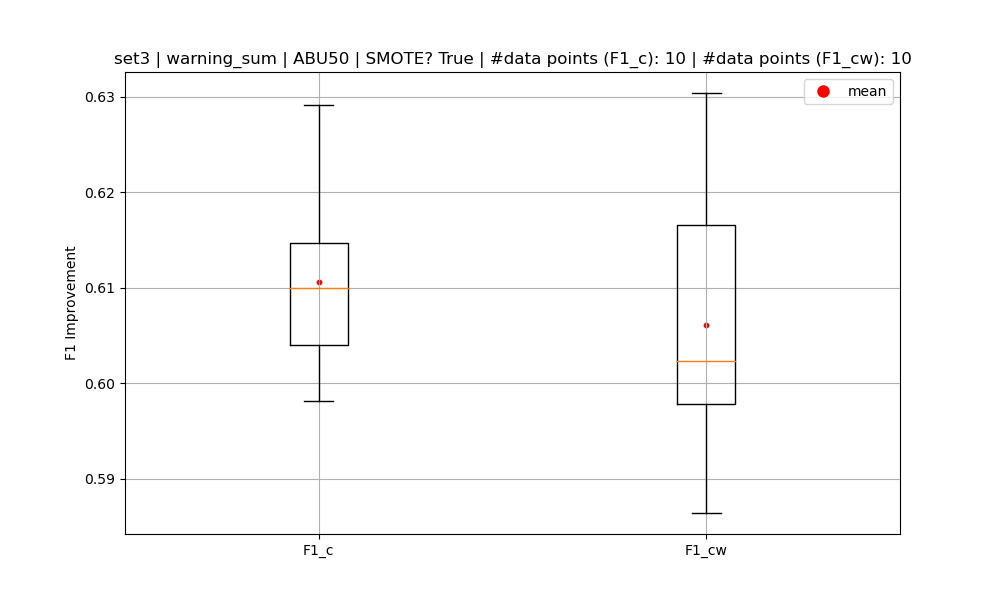 set3 | warning_sum | ABU50 | SMOTE? True | #data points (F1_c): 10 | #data points (F1_cw): 10
mean
0.63
0.62
0.61
0.60
0.59
F1 Improvement
F1_c
F1_cw